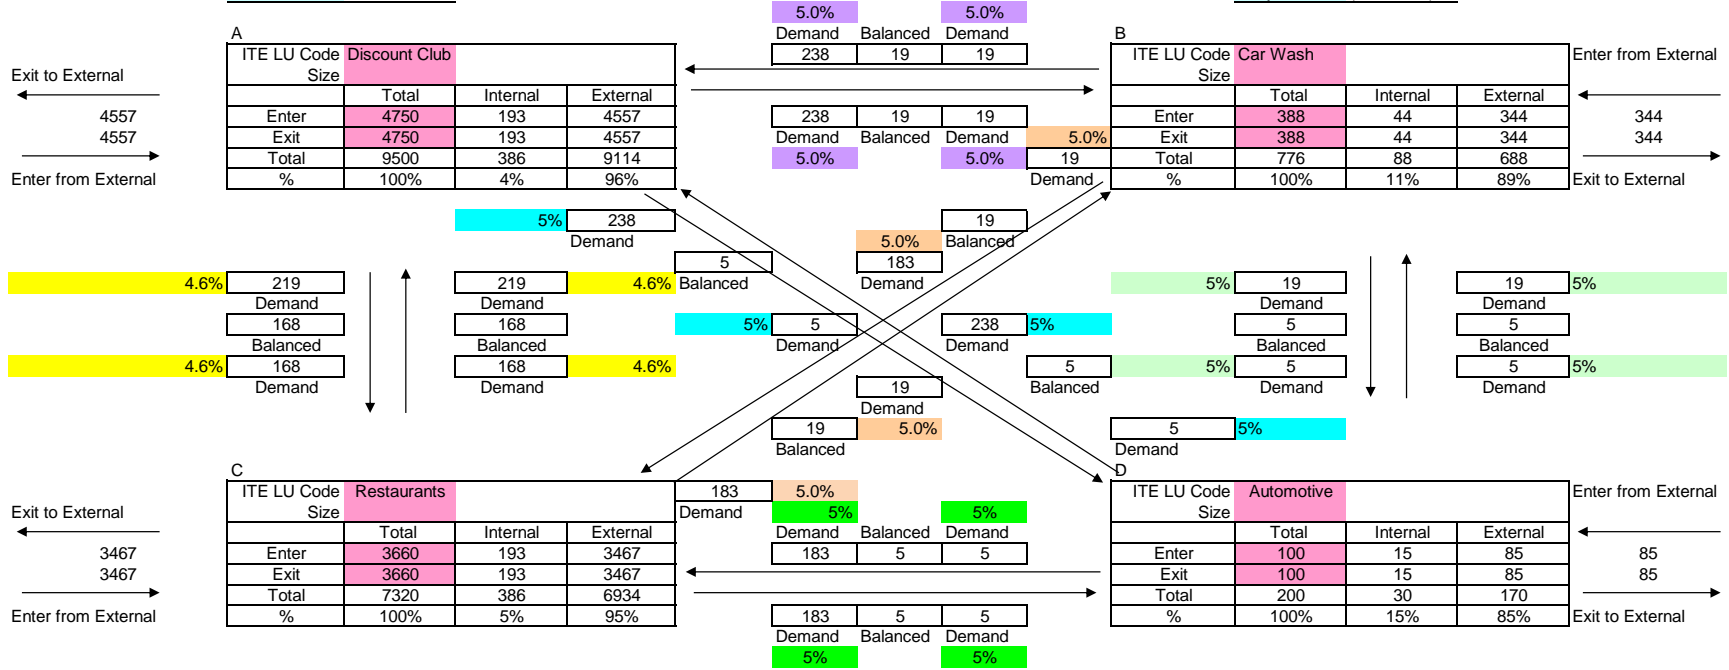 5.0% 5.0%
A Demand Balanced Demand B
ITE LU Code Discount Club 238 19 19 ITE LU Code Car Wash Enter from External
Exit to External Size Size
Total Internal External Total Internal External
4557 Enter 4750 193 4557 238 19 19 Enter 388 44 344 344
4557 Exit 4750 193 4557 Demand Balanced Demand 5.0% Exit 388 44 344 344
Total 9500 386 9114 5.0% 5.0% 19 Total 776 88 688
Enter from External % 100% 4% 96% Demand % 100% 11% 89% Exit to External
5% 238 19
Demand 5.0% Balanced
5 183
4.6% 219 219 4.6% Balanced Demand 5% 19 19 5%
Demand Demand Demand Demand
168 168 5% 5 238 5% 5 5
Balanced Balanced Demand Demand Balanced Balanced
4.6% 168 168 4.6% 5 5% 5 5 5%
Demand Demand 19 Balanced Demand Demand
Demand
19 5.0% 5 5%
Balanced Demand
C D
ITE LU Code Restaurants 183 5.0% ITE LU Code Automotive Enter from External
Exit to External Size Demand 5% 5% Size
Total Internal External Demand Balanced Demand Total Internal External
3467 Enter 3660 193 3467 183 5 5 Enter 100 15 85 85
3467 Exit 3660 193 3467 Exit 100 15 85 85
Total 7320 386 6934 Total 200 30 170
Enter from External % 100% 5% 95% 183 5 5 % 100% 15% 85% Exit to External
Demand Balanced Demand
5% 5%